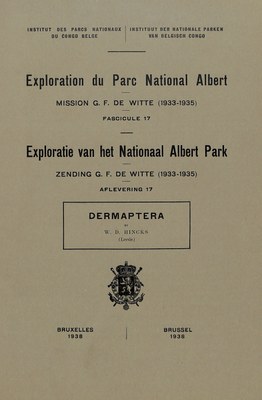 INSTITUT DES PARCS NATIONAUX
DU CONGO BELGE
INSTITUUT DER NATIONALE PARKEN
VAN BELGISCH CONGO
Exploration du Parc National Albert
MISSION G. F. DE WITTE (1933-1935)
FASCICULE 17
Exploratie van het Nationaal Albert Park
ZENDING G. F. DE WITTE (1933-1935)
AFLEVERING 17
DERMAPTERA
BY
W. D. HINCKS
(Leeds)
BRUXELLES
1938
BRUSSEL
1938